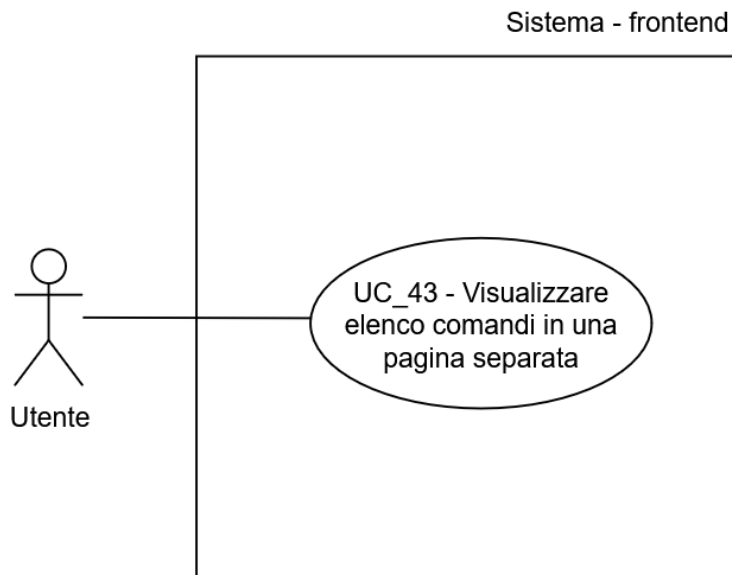 Sistema - frontend
UC_43 - Visualizzare
elenco comandi in una
pagina separata
Utente